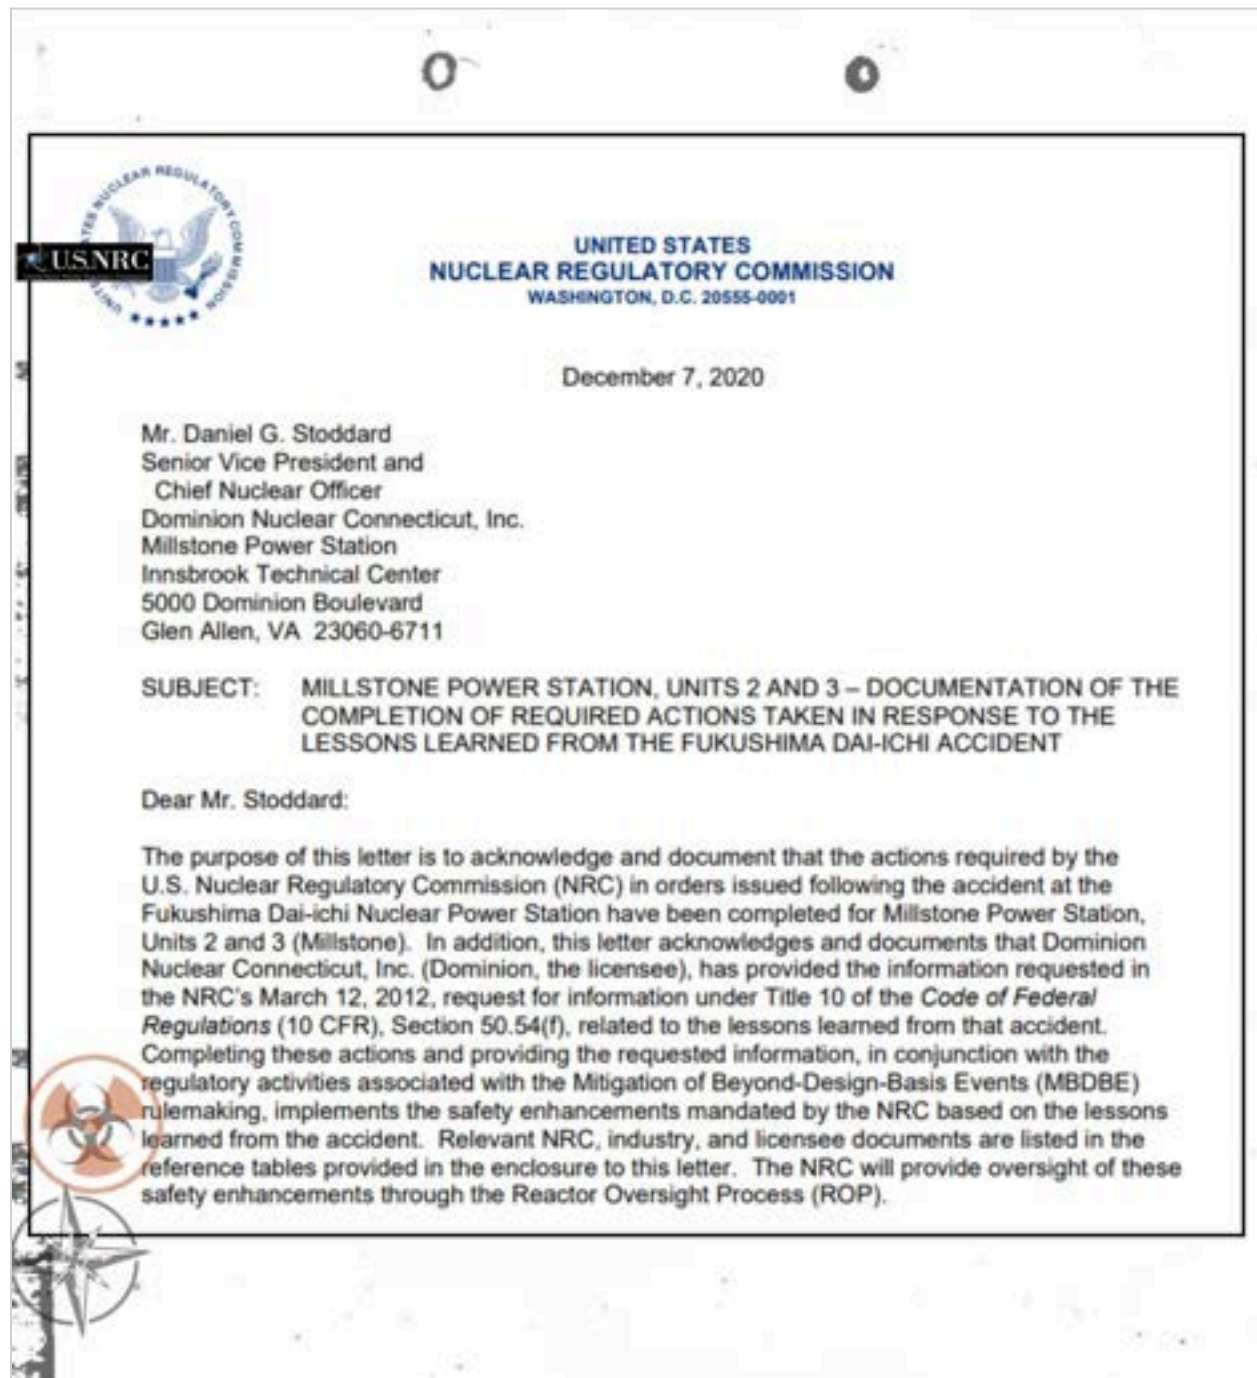 UNITED STATES NUCLEAR REGULATORY COMMISSION
U.S.NRC
UNITED STATES
NUCLEAR REGULATORY COMMISSION
WASHINGTON, D.C. 20555-0001
December 7, 2020
Mr. Daniel G. Stoddard
Senior Vice President and
Chief Nuclear Officer
Dominion Nuclear Connecticut, Inc.
Millstone Power Station
Innsbrook Technical Center
5000 Dominion Boulevard
Glen Allen, VA 23060-6711
SUBJECT: MILLSTONE POWER STATION, UNITS 2 AND 3 – DOCUMENTATION OF THE
COMPLETION OF REQUIRED ACTIONS TAKEN IN RESPONSE TO THE
LESSONS LEARNED FROM THE FUKUSHIMA DAI-ICHI ACCIDENT
Dear Mr. Stoddard:
The purpose of this letter is to acknowledge and document that the actions required by the
U.S. Nuclear Regulatory Commission (NRC) in orders issued following the accident at the
Fukushima Dai-ichi Nuclear Power Station have been completed for Millstone Power Station,
Units 2 and 3 (Millstone). In addition, this letter acknowledges and documents that Dominion
Nuclear Connecticut, Inc. (Dominion, the licensee), has provided the information requested in
the NRC's March 12, 2012, request for information under Title 10 of the Code of Federal
Regulations (10 CFR), Section 50.54(f), related to the lessons learned from that accident.
Completing these actions and providing the requested information, in conjunction with the
regulatory activities associated with the Mitigation of Beyond-Design-Basis Events (MBDBE)
rulemaking, implements the safety enhancements mandated by the NRC based on the lessons
learned from the accident. Relevant NRC, industry, and licensee documents are listed in the
reference tables provided in the enclosure to this letter. The NRC will provide oversight of these
safety enhancements through the Reactor Oversight Process (ROP).